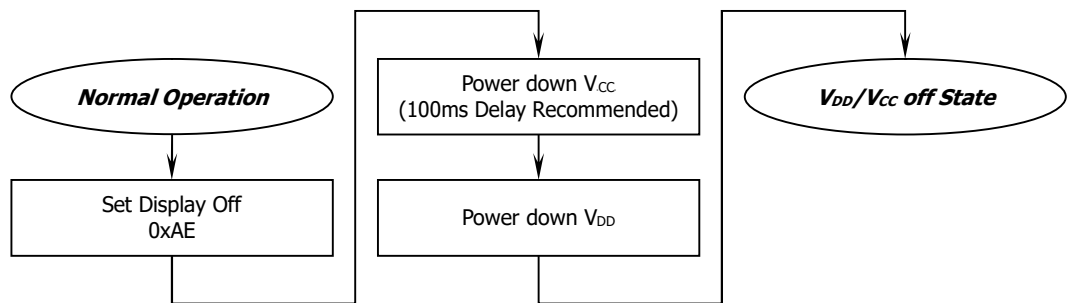 Normal Operation
Set Display Off
0xAE
Power down VCC
(100ms Delay Recommended)
Power down VDD
VDD/VCC off State